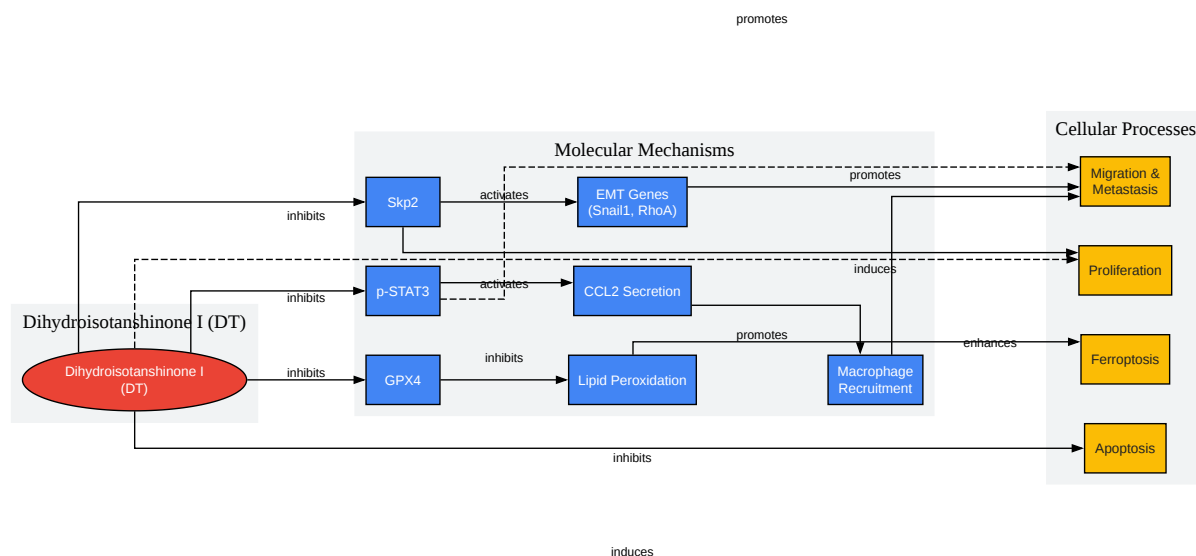 promotes
Cellular Processes
Molecular Mechanisms
Migration &
Metastasis
promotes
Skp2
activates
EMT Genes
(Snail1, RhoA)
inhibits
induces
Proliferation
p-STAT3
activates
CCL2 Secretion
inhibits
Dihydroisotanshinone I (DT)
promotes
enhances
Ferroptosis
inhibits
Dihydroisotanshinone I
(DT)
inhibits
GPX4
Lipid Peroxidation
Macrophage
Recruitment
Apoptosis
inhibits
induces